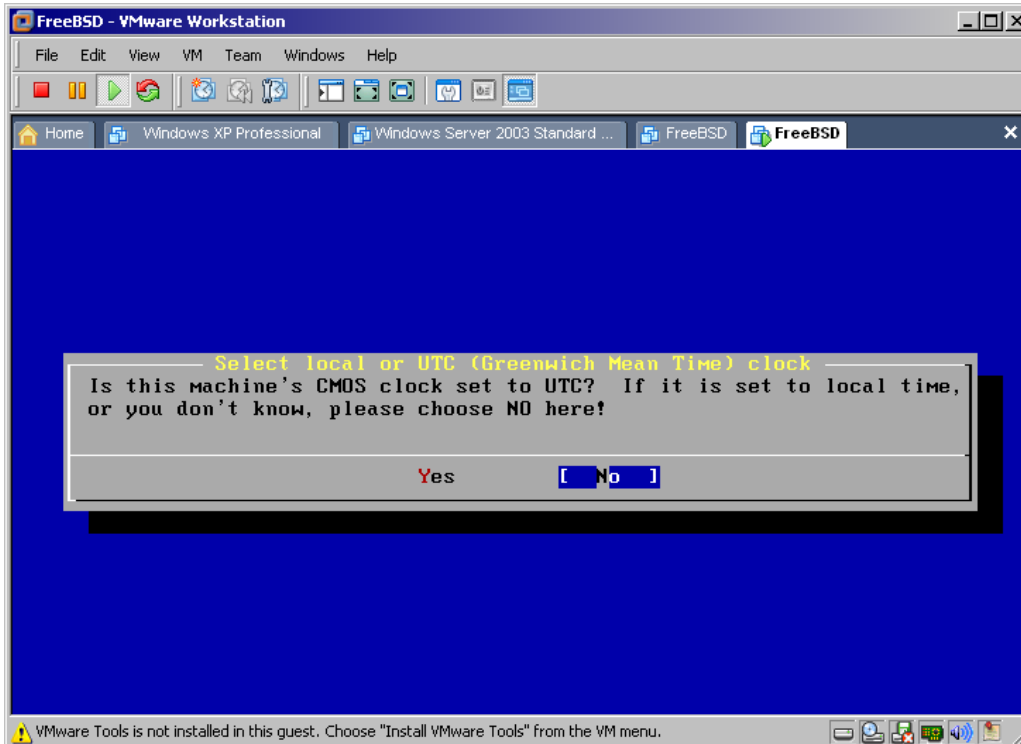 FreeBSD - VMware Workstation
File Edit View VM Team Windows Help
Home Windows XP Professional Windows Server 2003 Standard ... FreeBSD FreeBSD
Select local or UTC (Greenwich Mean Time) clock
Is this machine's CMOS clock set to UTC? If it is set to local time,
or you don't know, please choose NO here!
Yes [ No ]
VMware Tools is not installed in this guest. Choose "Install VMware Tools" from the VM menu.